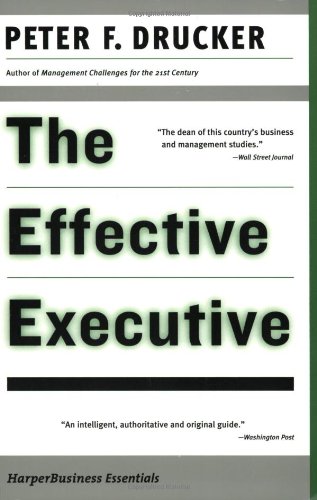 PETER F. DRUCKER
Author of Management Challenges for the 21st Century
The
"The dean of this country's business
and management studies."
—Wall Street Journal
Effective
Executive
"An intelligent, authoritative and original guide."
—Washington Post
HarperBusiness Essentials